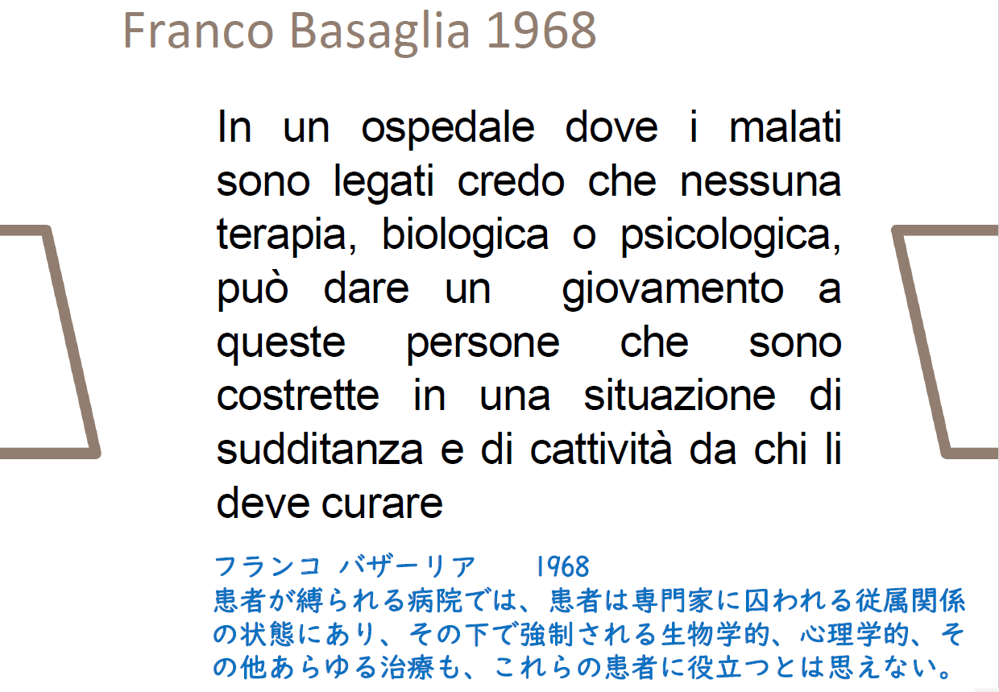 Franco Basaglia 1968
In un ospedale dove i malati
sono legati credo che nessuna
terapia, biologica o psicologica,
può dare un giovamento a
queste persone che sono
costrette in una situazione di
sudditanza e di cattività da chi li
deve curare
フランコ バザーリア　　1968
患者が縛られる病院では、患者は専門家に囚われる従属関係
の状態にあり、その下で強制される生物学的、心理学的、そ
の他あらゆる治療も、これらの患者に役立つとは思えない。